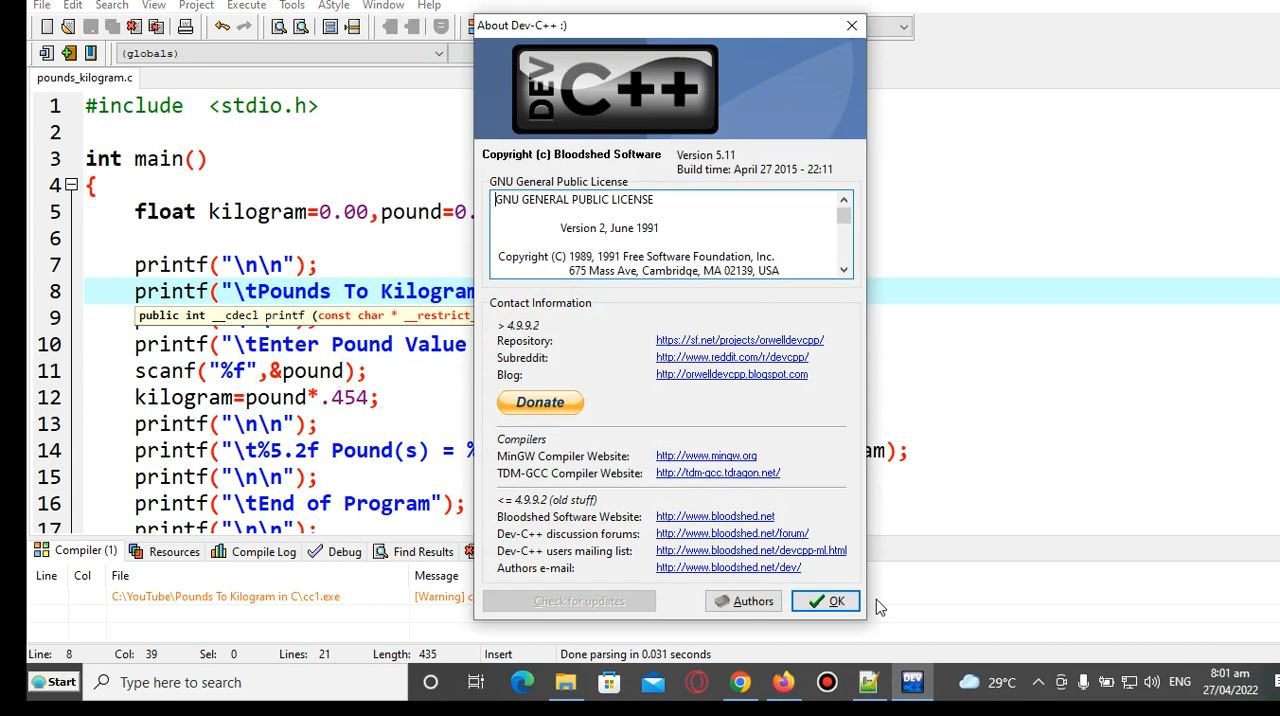 File Edit Search View Project Execute Tools AStyle Window Help
About Dev-C++ :)
(globals)
pounds_kilogram.c
DEV C++
Copyright (c) Bloodshed Software
Version 5.11
Build time: April 27 2015 - 22:11
GNU General Public License
GNU GENERAL PUBLIC LICENSE
Version 2, June 1991
Copyright (C) 1989, 1991 Free Software Foundation, Inc.
675 Mass Ave, Cambridge, MA 02139, USA
Contact Information
> 4.9.9.2
Repository: https://sf.net/projects/orwelldevcpp/
Subreddit: http://www.reddit.com/r/devcpp/
Blog: http://orwelldevcpp.blogspot.com
Donate
Compilers
MinGW Compiler Website: http://www.mingw.org
TDM-GCC Compiler Website: http://tdm-gcc.tdragon.net/
<= 4.9.9.2 (old stuff)
Bloodshed Software Website: http://www.bloodshed.net
Dev-C++ discussion forums: http://www.bloodshed.net/forum/
Dev-C++ users mailing list: http://www.bloodshed.net/devcpp-ml.html
Authors e-mail: http://www.bloodshed.net/dev/
Check for updates Authors OK
1 #include <stdio.h>
2
3 int main()
4 {
5 float kilogram=0.00,pound=0.
6
7 printf("\n\n");
8 printf("\tPounds To Kilogram
public int __cdecl printf (const char * __restrict_
9
10 printf("\tEnter Pound Value
11 scanf("%f",&pound);
12 kilogram=pound*.454;
13 printf("\n\n");
14 printf("\t%5.2f Pound(s) = % am);
15 printf("\n\n");
16 printf("\tEnd of Program");
17 printf("\n\n");
Compiler (1) Resources Compile Log Debug Find Results
Line Col File Message
C:\YouTube\Pounds To Kilogram in C\cc1.exe [Warning] c
Line: 8 Col: 39 Sel: 0 Lines: 21 Length: 435 Insert Done parsing in 0.031 seconds
Start Type here to search DEV 29°C ENG 8:01 am
27/04/2022